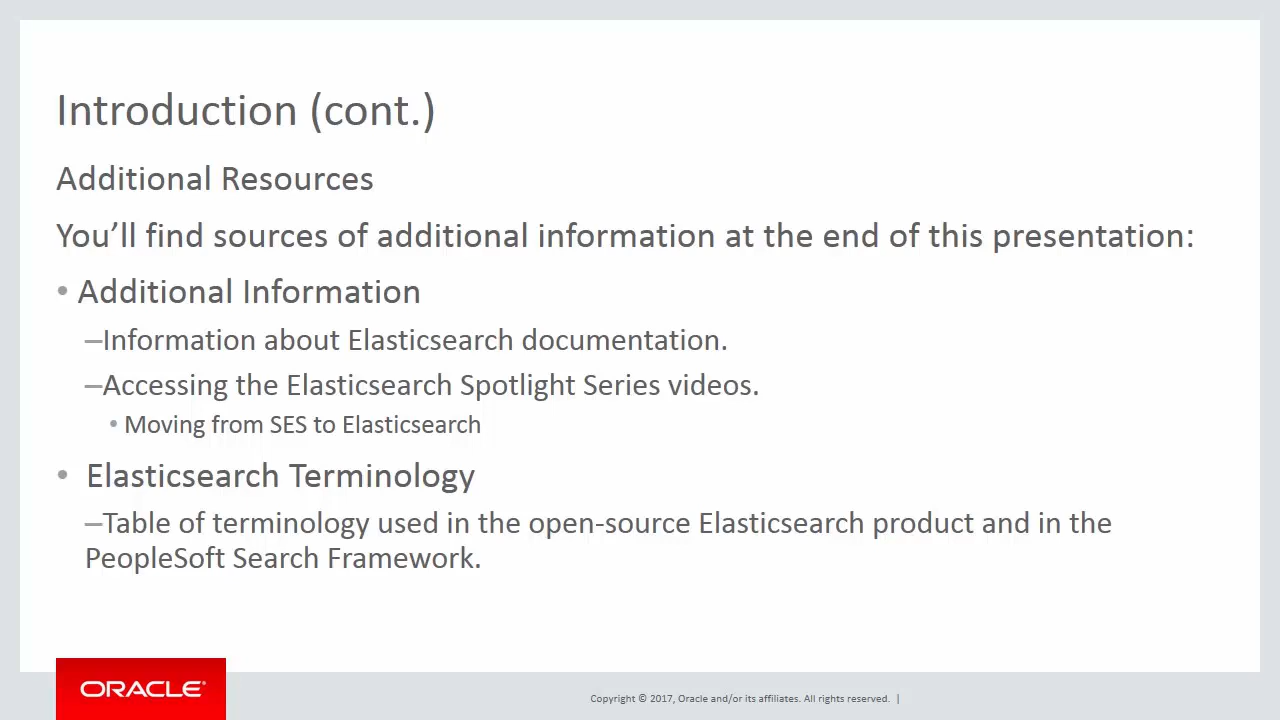 Introduction (cont.)
Additional Resources
You’ll find sources of additional information at the end of this presentation:
• Additional Information
–Information about Elasticsearch documentation.
–Accessing the Elasticsearch Spotlight Series videos.
• Moving from SES to Elasticsearch
• Elasticsearch Terminology
–Table of terminology used in the open-source Elasticsearch product and in the
PeopleSoft Search Framework.
ORACLE®
Copyright © 2017, Oracle and/or its affiliates. All rights reserved. |